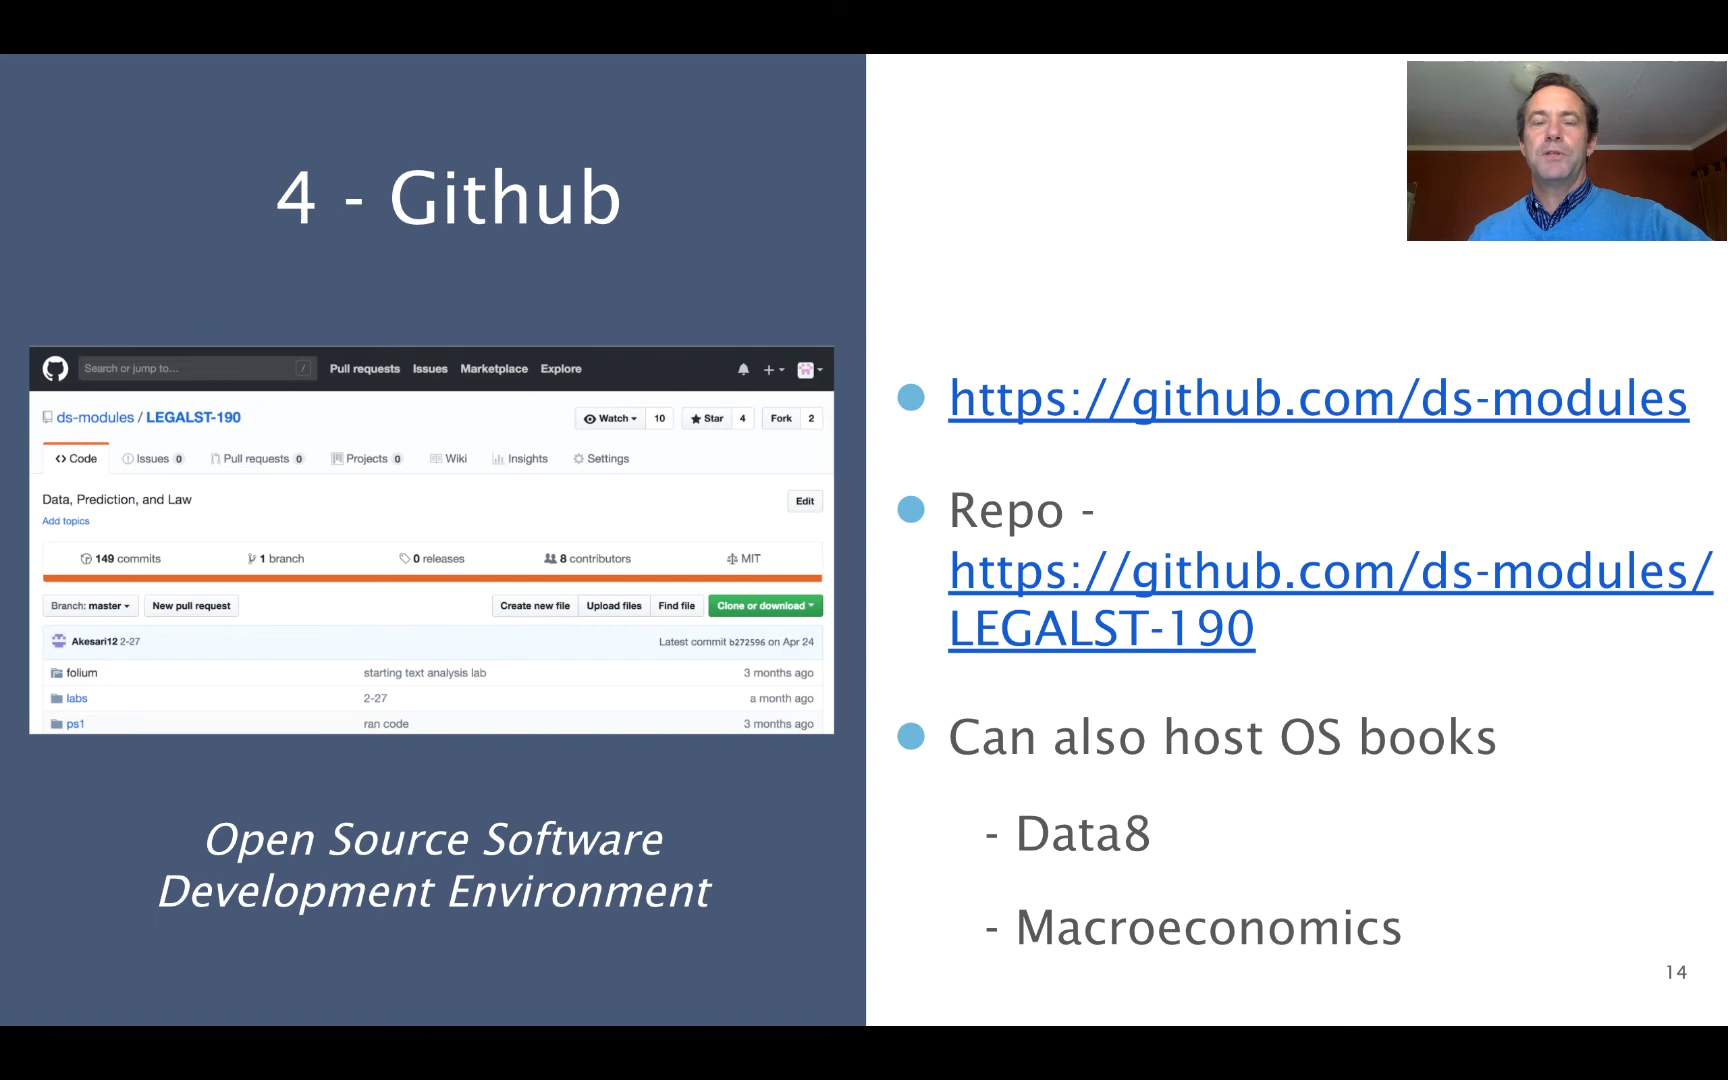 4 - Github
Search or jump to... /
Pull requests Issues Marketplace Explore
ds-modules / LEGALST-190
Watch 10 Star 4 Fork 2
Code Issues 0 Pull requests 0 Projects 0 Wiki Insights Settings
Data, Prediction, and Law
Edit
Add topics
149 commits 1 branch 0 releases 8 contributors MIT
Branch: master New pull request Create new file Upload files Find file Clone or download
Akesari12 2-27 Latest commit b272596 on Apr 24
folium starting text analysis lab 3 months ago
labs 2-27 a month ago
ps1 ran code 3 months ago
Open Source Software
Development Environment
https://github.com/ds-modules
Repo -
https://github.com/ds-modules/
LEGALST-190
Can also host OS books
- Data8
- Macroeconomics
14